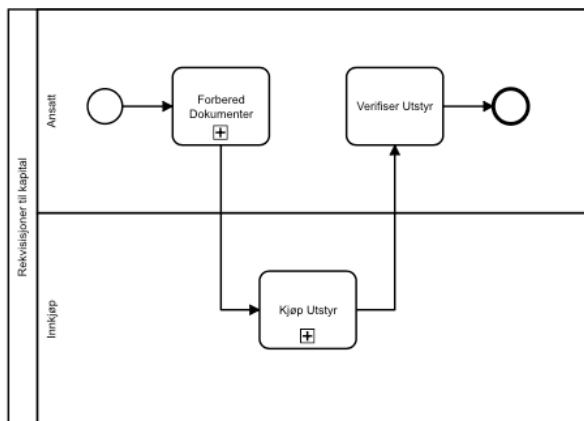 Rekvisisjoner til kapital
Ansatt
Forbered
Dokumenter
Verifiser Utstyr
Innkjøp
Kjøp Utstyr